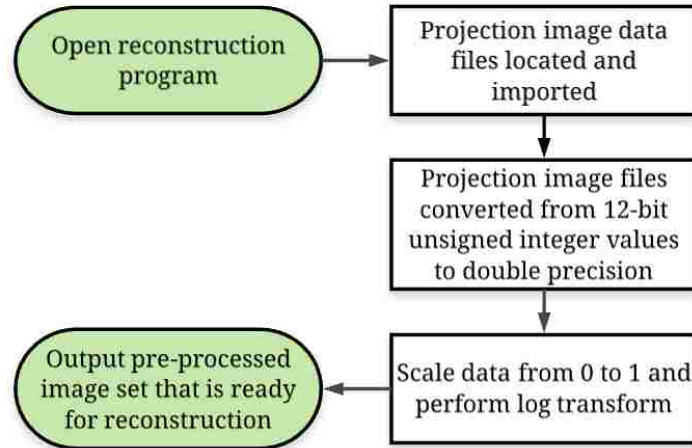 Open reconstruction
program
Projection image data
files located and
imported
Projection image files
converted from 12-bit
unsigned integer values
to double precision
Scale data from 0 to 1 and
perform log transform
Output pre-processed
image set that is ready
for reconstruction